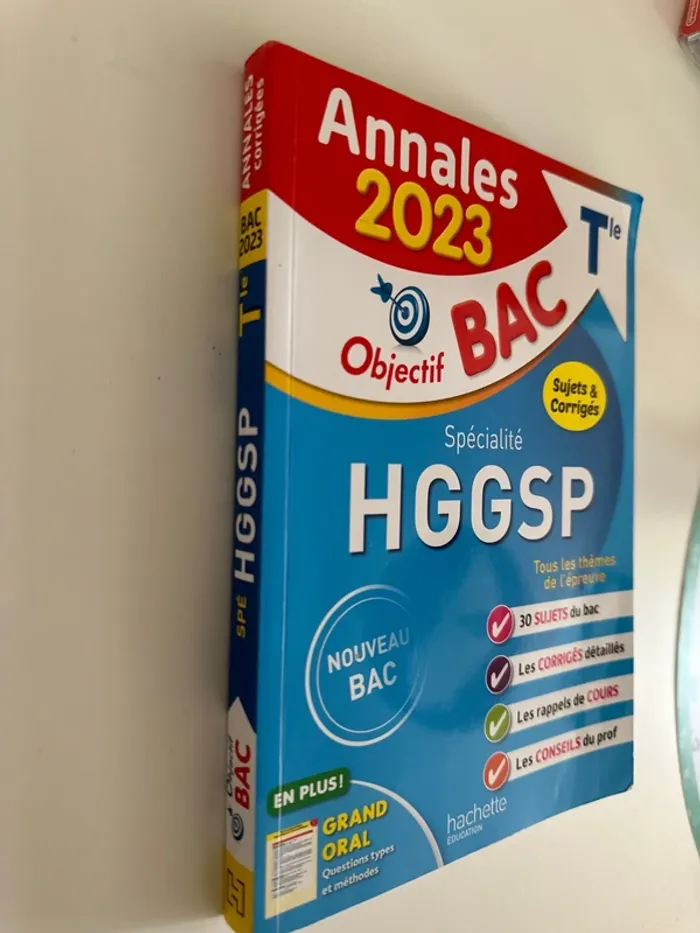 ANNALES
corrigées
BAC
2023
Tle
SPÉ HGGSP
Objectif
BAC
H
Annales
2023
Tle
Objectif BAC
Sujets &
Corrigés
Spécialité
HGGSP
Tous les thèmes
de l'épreuve
NOUVEAU
BAC
30 SUJETS du bac
Les CORRIGÉS détaillés
Les rappels de COURS
Les CONSEILS du prof
EN PLUS !
GRAND
ORAL
Questions types
et méthodes
hachette
ÉDUCATION